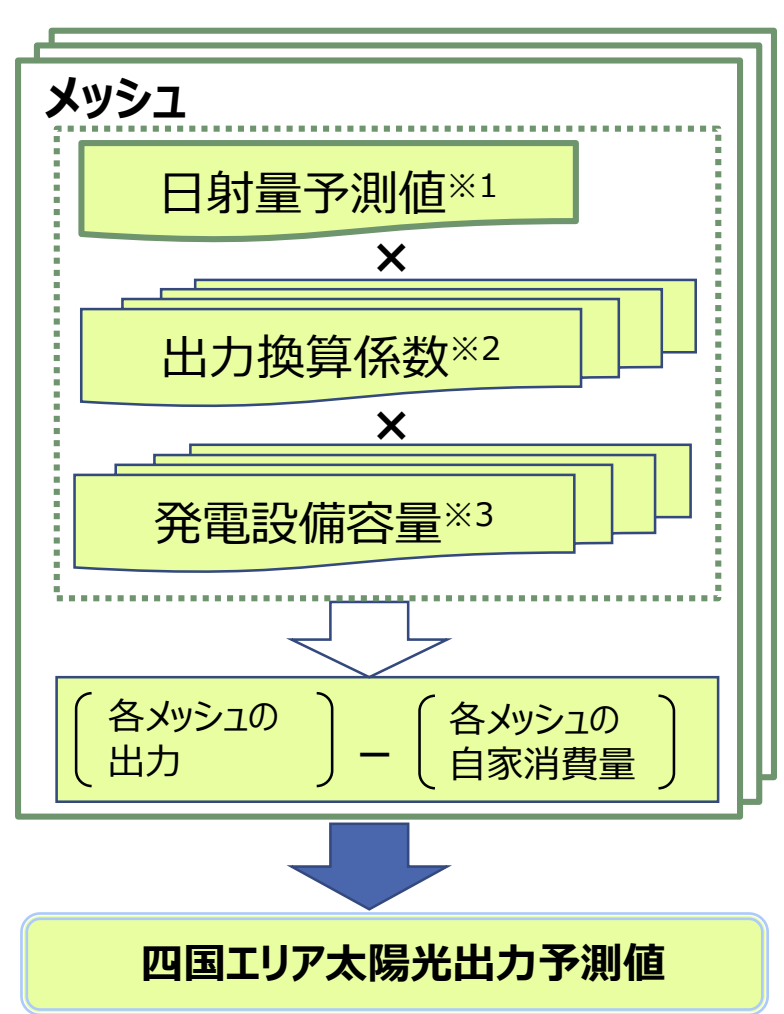 メッシュ
日射量予測値※1
×
出力換算係数※2
×
発電設備容量※3
各メッシュの
出力
－
各メッシュの
自家消費量
四国エリア太陽光出力予測値